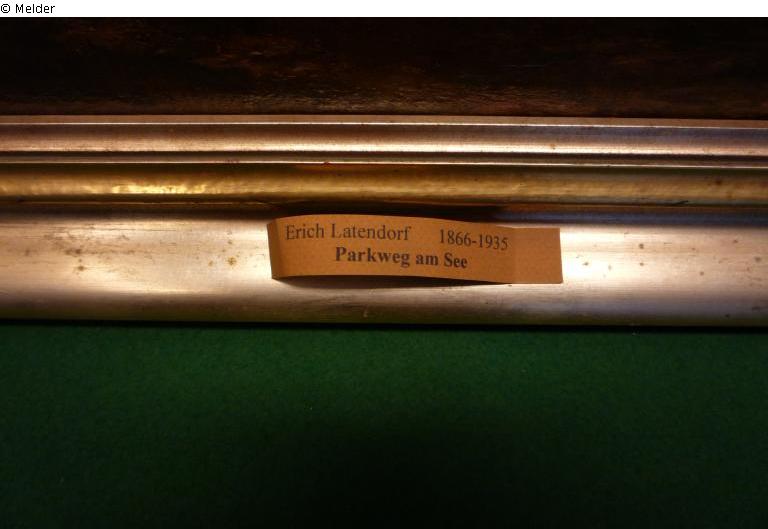 © Melder
Erich Latendorf 1866-1935
Parkweg am See